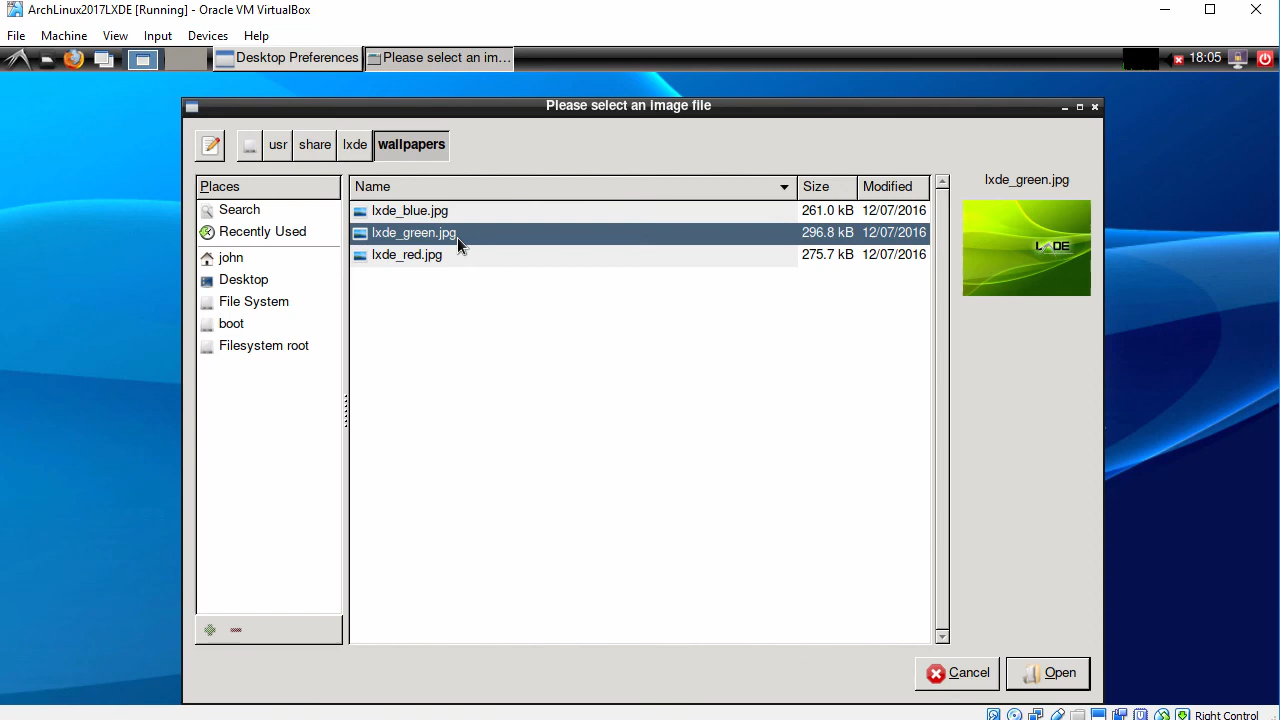 ArchLinux2017LXDE [Running] - Oracle VM VirtualBox
File Machine View Input Devices Help
Desktop Preferences Please select an im... 18:05
Please select an image file
usr share lxde wallpapers
Places Name Size Modified lxde_green.jpg
Search lxde_blue.jpg 261.0 kB 12/07/2016
Recently Used lxde_green.jpg 296.8 kB 12/07/2016
LXDE
john lxde_red.jpg 275.7 kB 12/07/2016
Desktop
File System
boot
Filesystem root
Cancel Open
Right Control